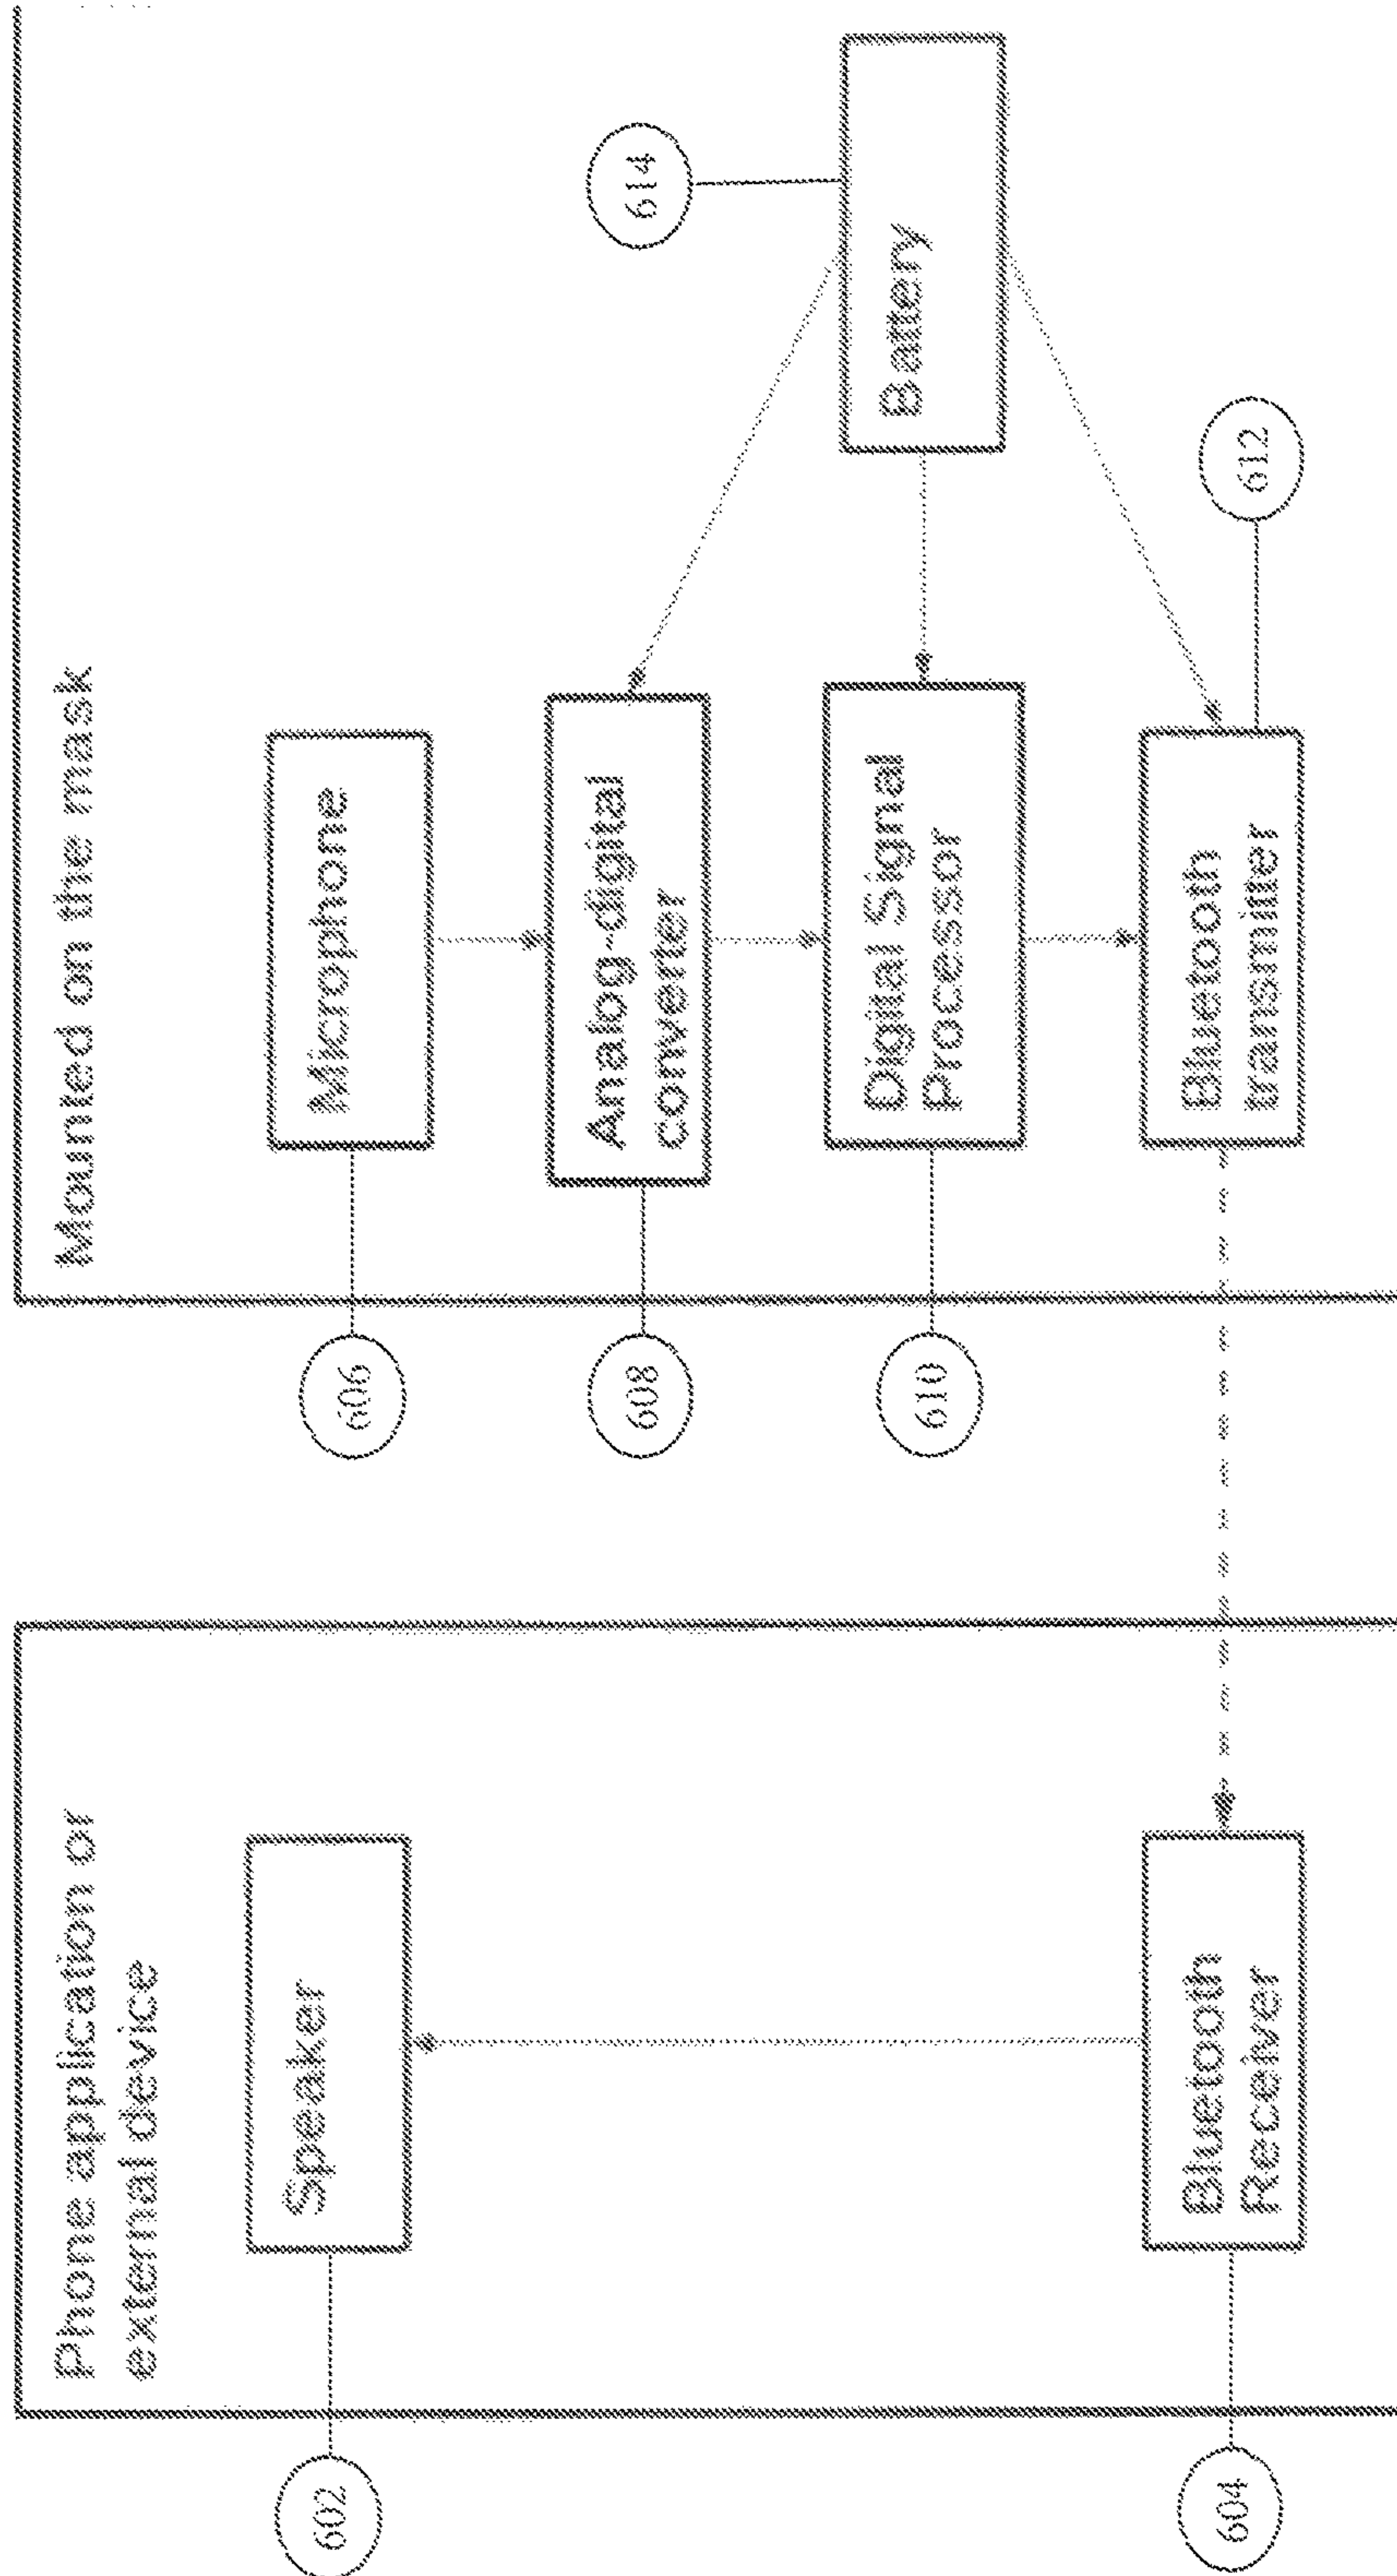 Phone application or
external device
Speaker
602
Bluetooth
Receiver
604
Mounted on the mask
Microphone
606
Analog-digital
converter
608
Digital Signal
Processor
610
Bluetooth
transmitter
612
Battery
614